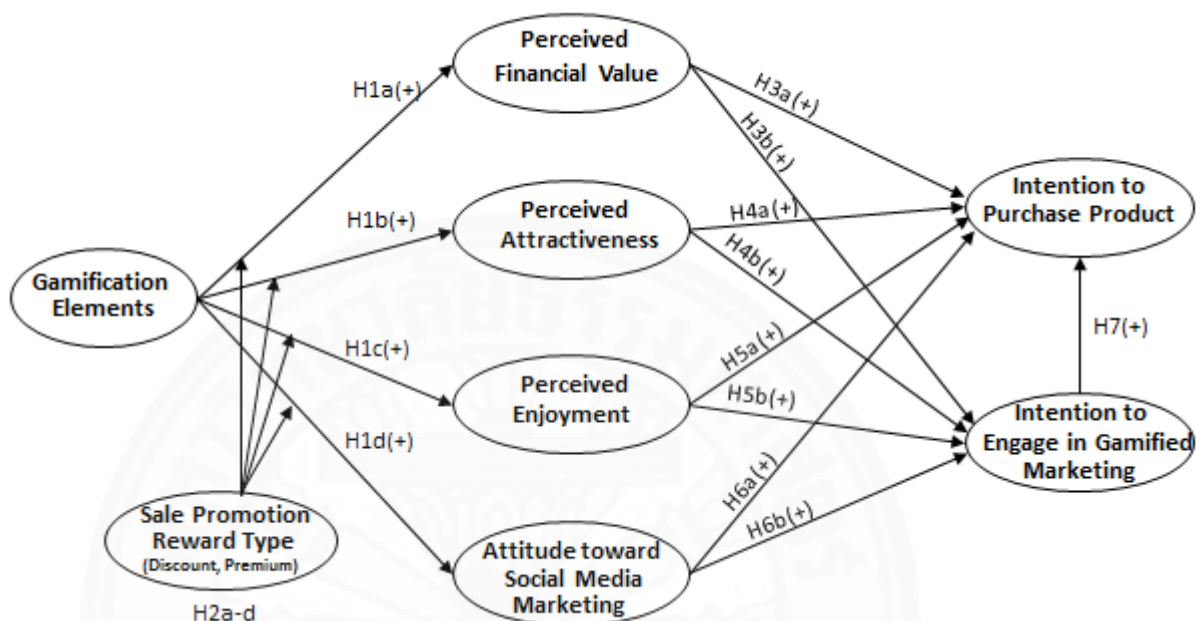 Perceived
Financial Value
H1a(+)
H3a(+)
H3b(+)
Perceived
Attractiveness
H1b(+)
H4a(+)
H4b(+)
Intention to
Purchase Product
Gamification
Elements
H1c(+)
Perceived
Enjoyment
H5a(+)
H5b(+)
H7(+)
Intention to
Engage in Gamified
Marketing
H1d(+)
H6a(+)
H6b(+)
Sale Promotion
Reward Type
(Discount, Premium)
H2a-d
Attitude toward
Social Media
Marketing